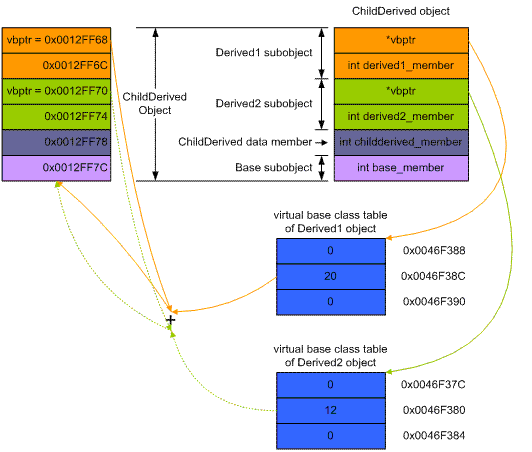 ChildDerived object
vbptr = 0x0012FF68
0x0012FF6C
vbptr = 0x0012FF70
0x0012FF74
0x0012FF78
0x0012FF7C
ChildDerived
Object
Derived1 subobject
Derived2 subobject
ChildDerived data member
Base subobject
*vbptr
int derived1_member
*vbptr
int derived2_member
int childderived_member
int base_member
virtual base class table
of Derived1 object
0 0x0046F388
20 0x0046F38C
0 0x0046F390
+
virtual base class table
of Derived2 object
0 0x0046F37C
12 0x0046F380
0 0x0046F384